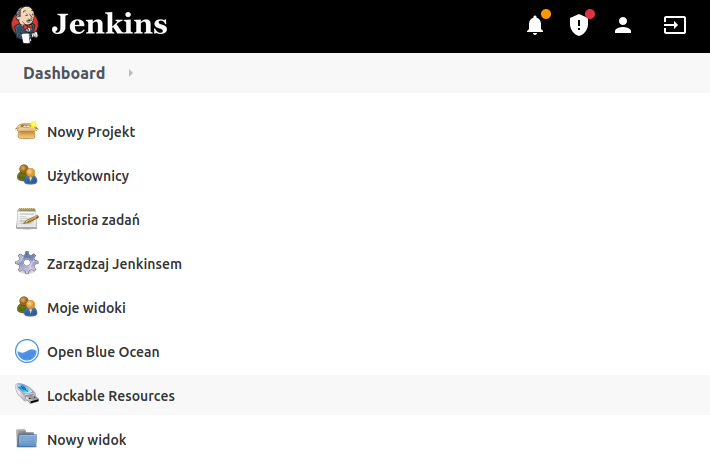 Jenkins
Dashboard
Nowy Projekt
Użytkownicy
Historia zadań
Zarządzaj Jenkinsem
Moje widoki
Open Blue Ocean
Lockable Resources
Nowy widok